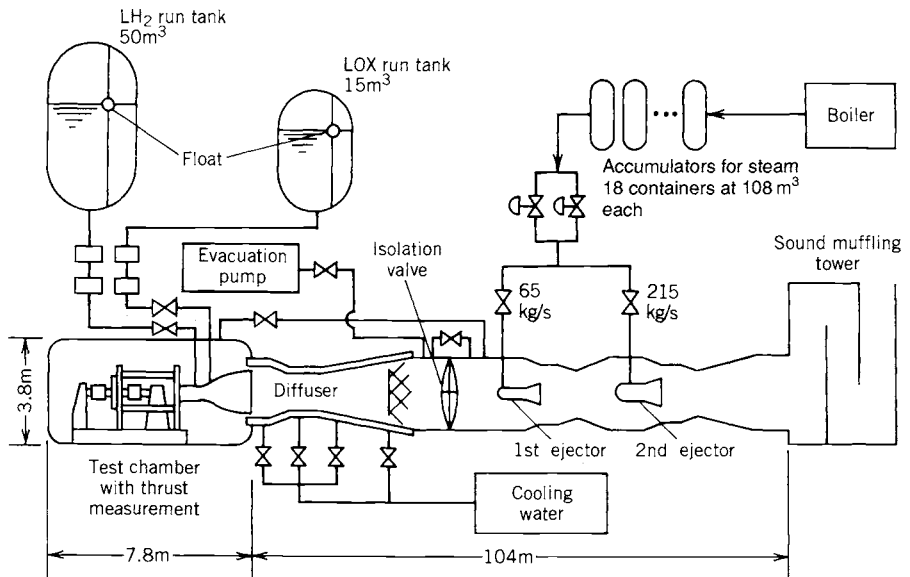 LH₂ run tank
50m³
LOX run tank
15m³
Float
Boiler
Accumulators for steam
18 containers at 108 m³
each
Evacuation
pump
Isolation
valve
Sound muffling
tower
65
kg/s
215
kg/s
3.8m
Diffuser
1st ejector
2nd ejector
Test chamber
with thrust
measurement
Cooling
water
7.8m
104m